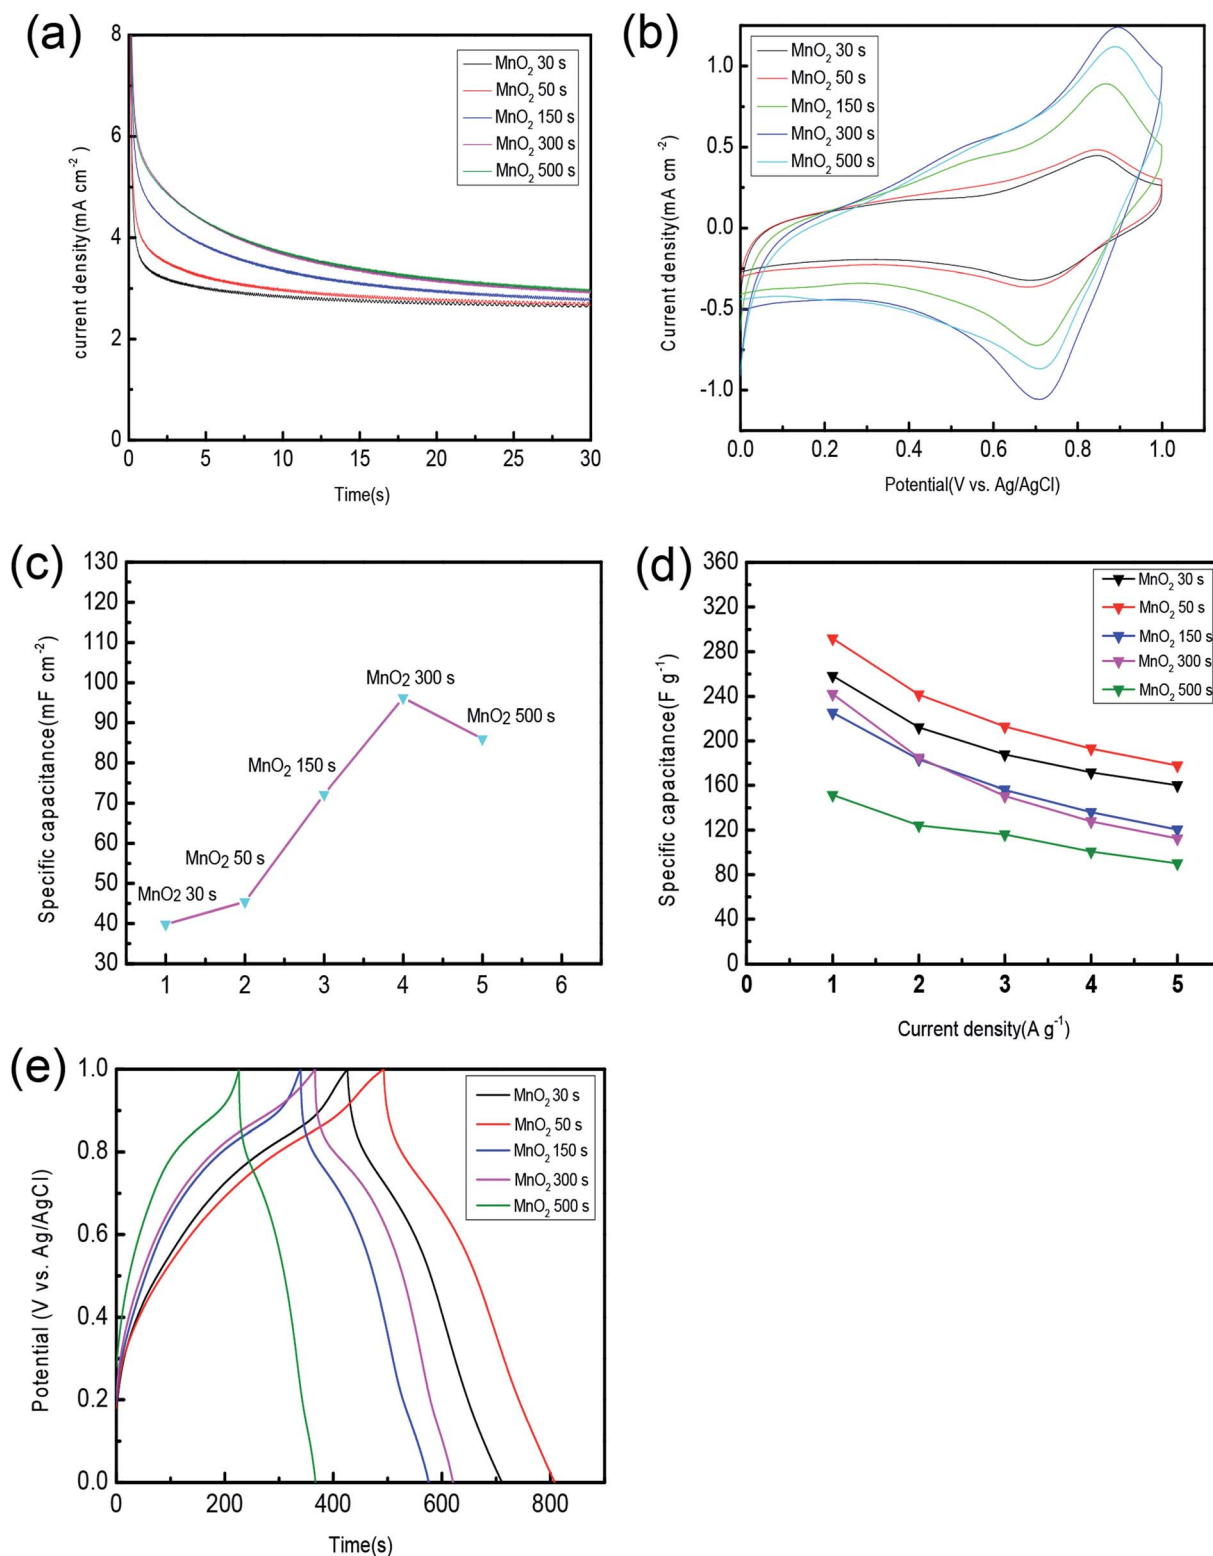 (a)
8
6
4
2
0
0 5 10 15 20 25 30
current density(mA cm⁻²)
Time(s)
MnO₂ 30 s
MnO₂ 50 s
MnO₂ 150 s
MnO₂ 300 s
MnO₂ 500 s
(b)
1.0
0.5
0.0
-0.5
-1.0
0.0 0.2 0.4 0.6 0.8 1.0
Current density(mA cm⁻²)
Potential(V vs. Ag/AgCl)
MnO₂ 30 s
MnO₂ 50 s
MnO₂ 150 s
MnO₂ 300 s
MnO₂ 500 s
(c)
130
120
110
100
90
80
70
60
50
40
30
1 2 3 4 5 6
Specific capacitance(mF cm⁻²)
MnO2 30 s
MnO2 50 s
MnO2 150 s
MnO2 300 s
MnO2 500 s
(d)
360
320
280
240
200
160
120
80
40
0
0 1 2 3 4 5
Specific capacitance(F g⁻¹)
Current density(A g⁻¹)
MnO₂ 30 s
MnO₂ 50 s
MnO₂ 150 s
MnO₂ 300 s
MnO₂ 500 s
(e)
1.0
0.8
0.6
0.4
0.2
0.0
0 200 400 600 800
Potential (V vs. Ag/AgCl)
Time(s)
MnO₂ 30 s
MnO₂ 50 s
MnO₂ 150 s
MnO₂ 300 s
MnO₂ 500 s